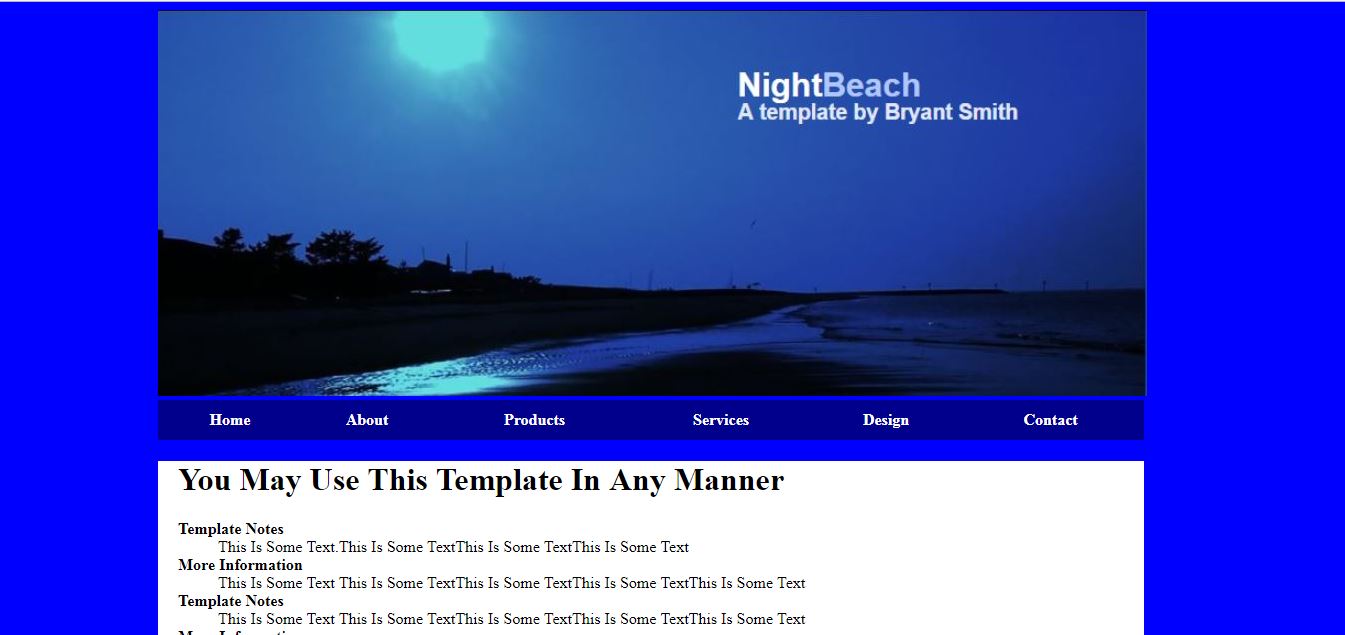 NightBeach
A template by Bryant Smith
Home About Products Services Design Contact
You May Use This Template In Any Manner
Template Notes
This Is Some Text.This Is Some TextThis Is Some TextThis Is Some Text
More Information
This Is Some Text This Is Some TextThis Is Some TextThis Is Some TextThis Is Some Text
Template Notes
This Is Some Text This Is Some TextThis Is Some TextThis Is Some TextThis Is Some Text